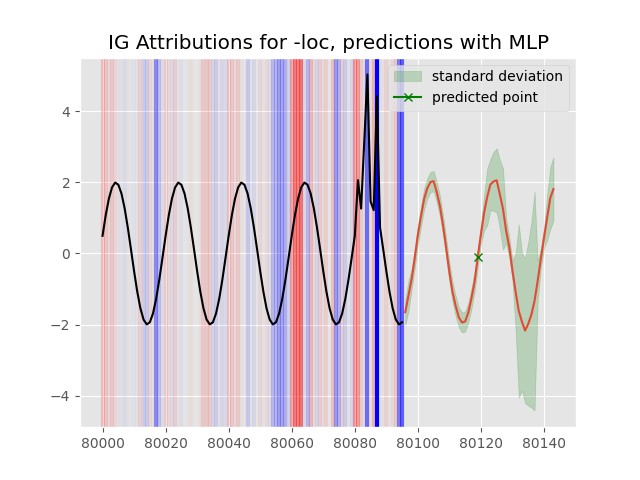 IG Attributions for -loc, predictions with MLP
standard deviation
predicted point
4
2
0
−2
−4
80000 80020 80040 80060 80080 80100 80120 80140